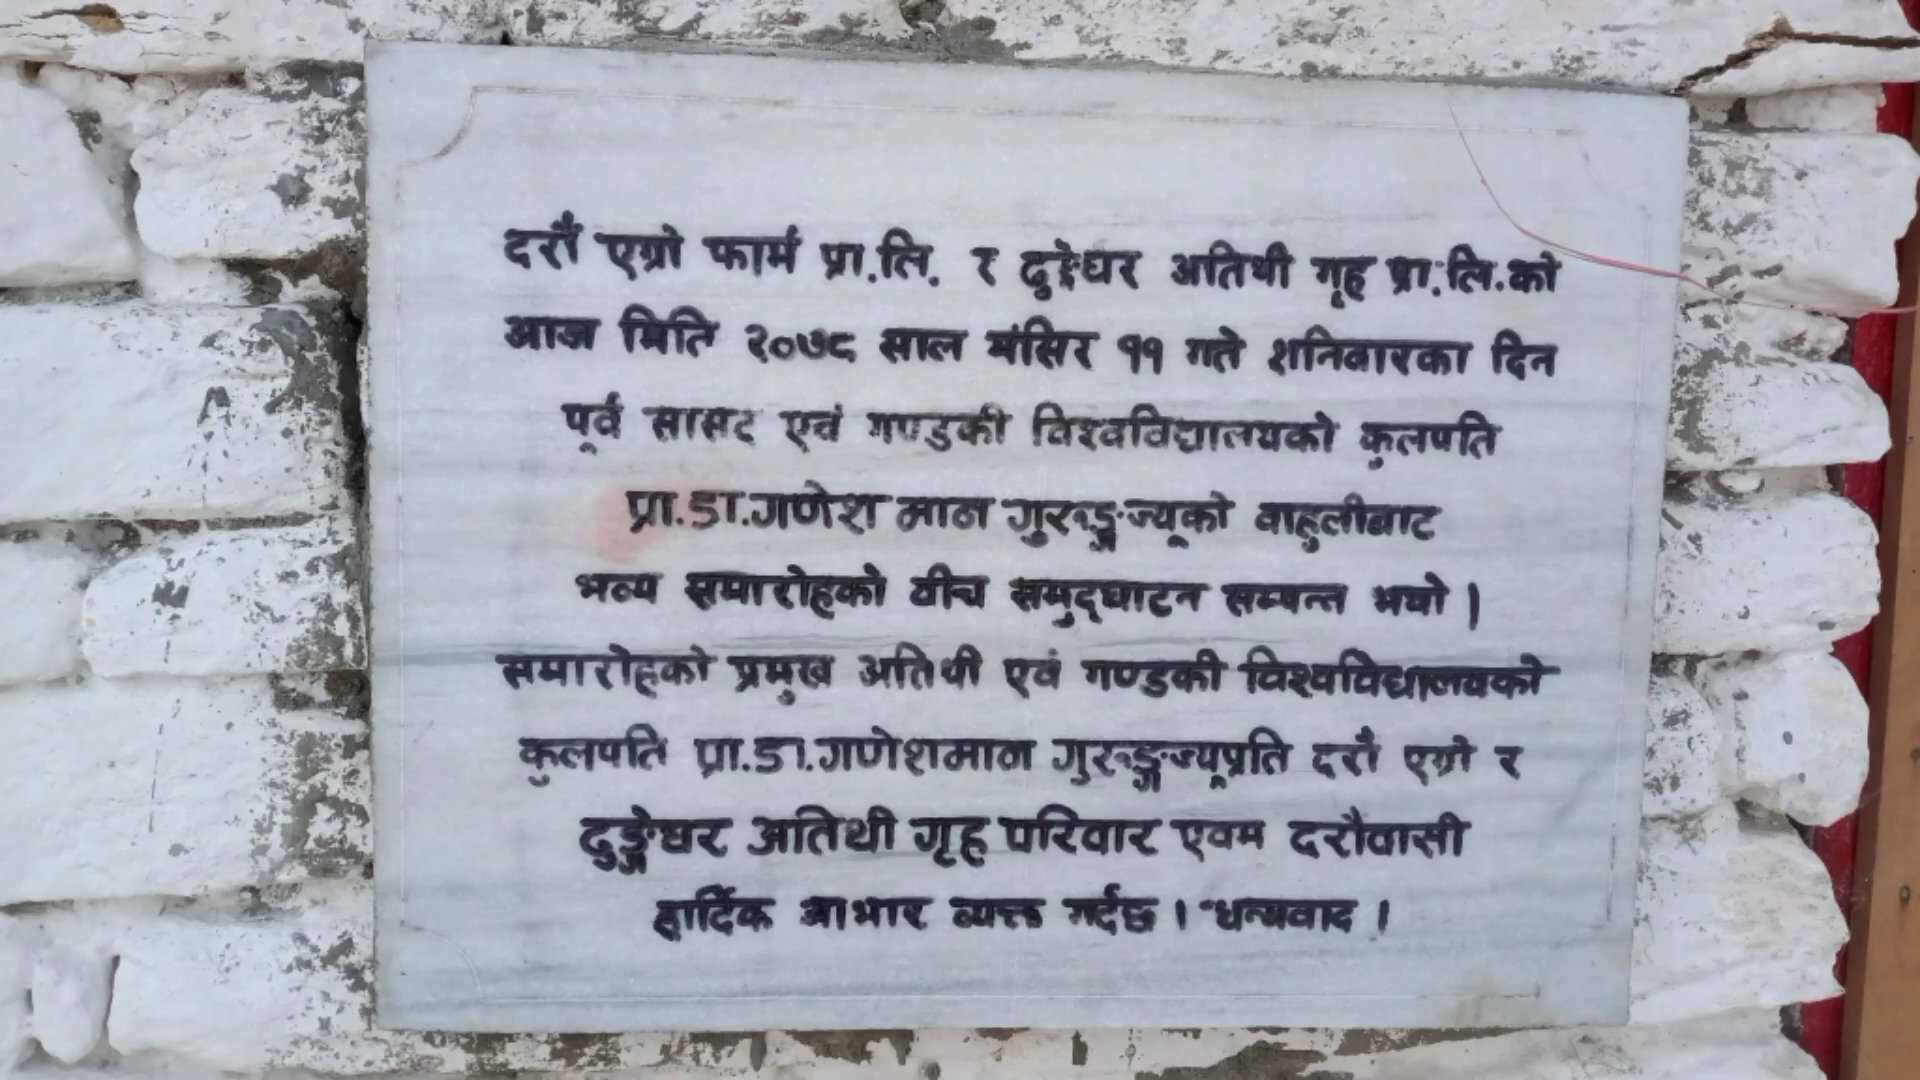 दरौं एग्रो फार्म प्रा.लि. र दुङ्गेघर अतिथी गृह प्रा.लि.को
आज मिति २०७८ साल मंसिर ११ गते शनिवारका दिन
पूर्व सासद एवं गण्डकी विश्वविद्यालयको कुलपति
प्रा.डा.गणेश मान गुरुङ्ग ज्यूको वाहुलीबाट
भव्य समारोहको वीच समुद्घाटन सम्पन्न भयो |
समारोहको प्रमुख अतिथी एवं गण्डकी विश्वविद्यालयको
कुलपति प्रा.डा.गणेशमान गुरुङ्गज्यूप्रति दरौं एग्रो र
दुङ्गेघर अतिथी गृह परिवार एवम दरौवासी
हार्दिक आभार व्यक्त गर्दछ । धन्यवाद ।